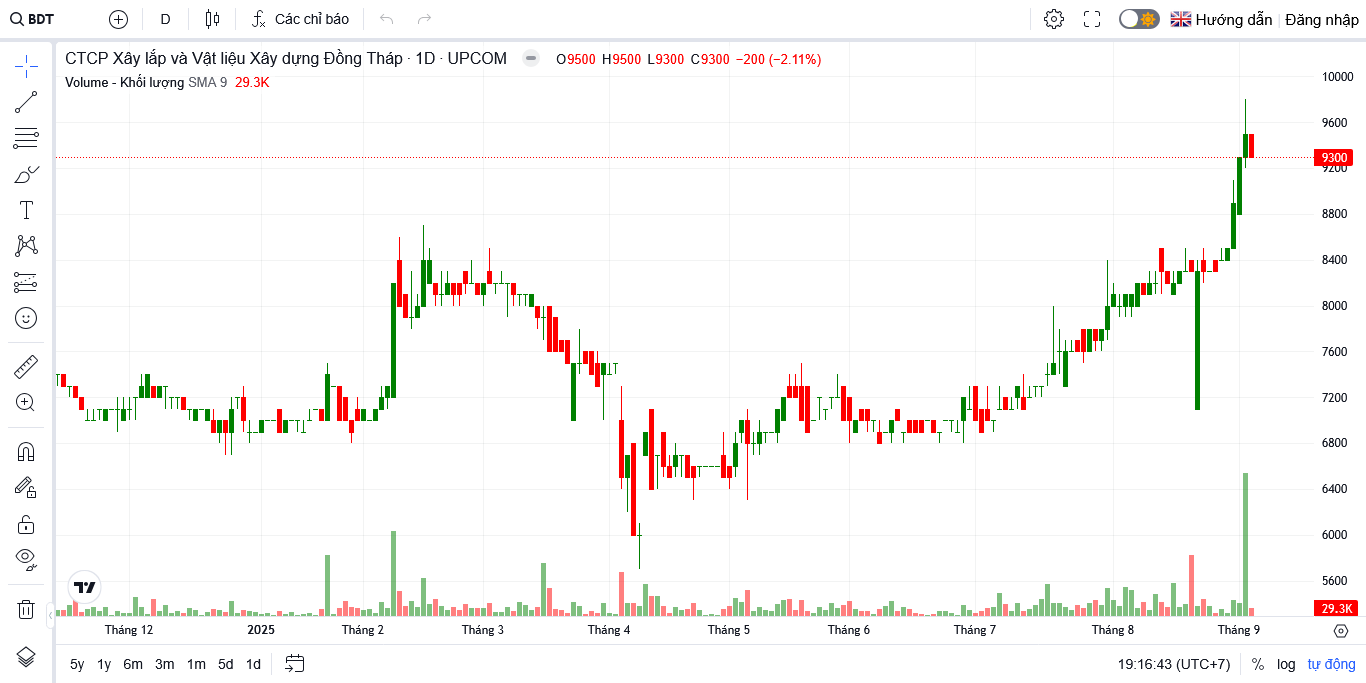 BDT D Các chỉ báo Hướng dẫn Đăng nhập
CTCP Xây lắp và Vật liệu Xây dựng Đồng Tháp · 1D · UPCOM O9500 H9500 L9300 C9300 −200 (−2.11%)
Volume - Khối lượng SMA 9 29.3K
10000
9600
9300
9200
8800
8400
8000
7600
7200
6800
6400
6000
5600
29.3K
Tháng 12 2025 Tháng 2 Tháng 3 Tháng 4 Tháng 5 Tháng 6 Tháng 7 Tháng 8 Tháng 9
5y 1y 6m 3m 1m 5d 1d 19:16:43 (UTC+7) % log tự động